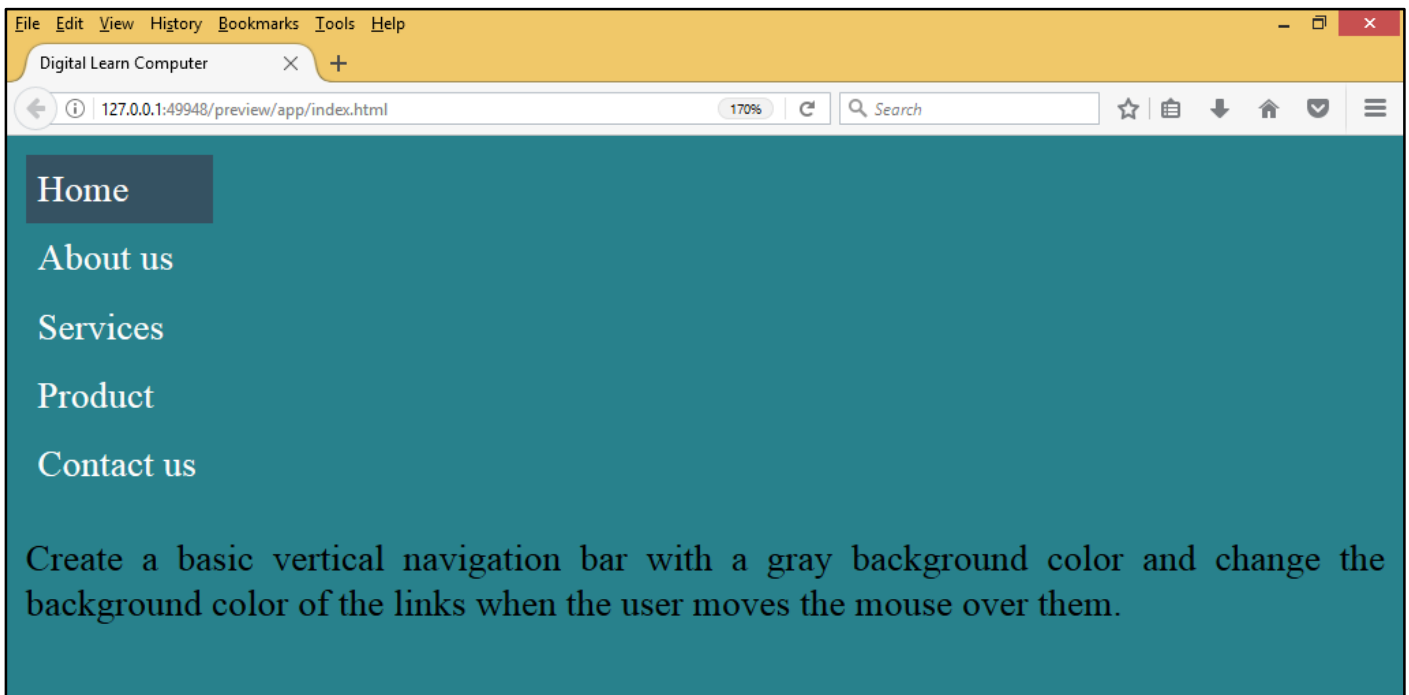 File Edit View History Bookmarks Tools Help
Digital Learn Computer
127.0.0.1:49948/preview/app/index.html 170% Search
Home
About us
Services
Product
Contact us
Create a basic vertical navigation bar with a gray background color and change the
background color of the links when the user moves the mouse over them.